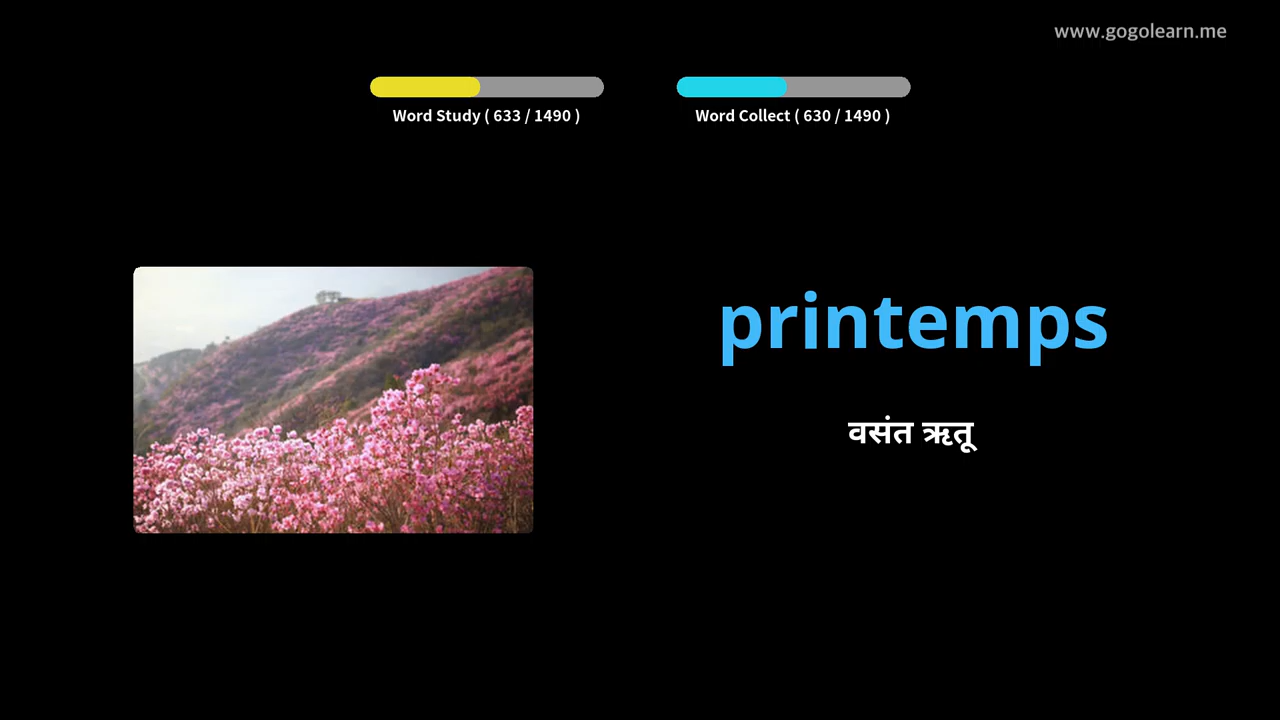 www.gogolearn.me
Word Study ( 633 / 1490 )
Word Collect ( 630 / 1490 )
printemps
वसंत ऋतू